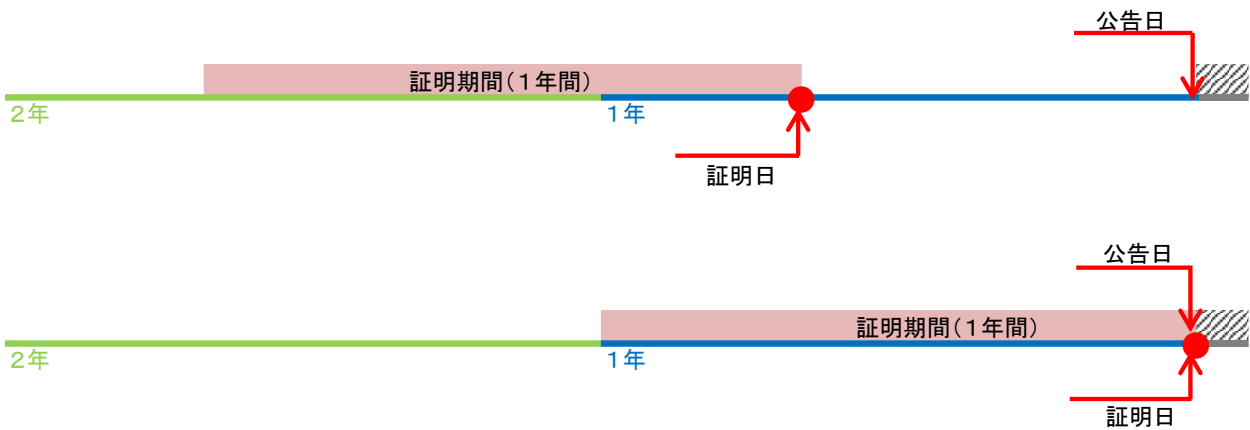 公告日
証明期間(1年間)
2年
1年
証明日
公告日
証明期間(1年間)
2年
1年
証明日